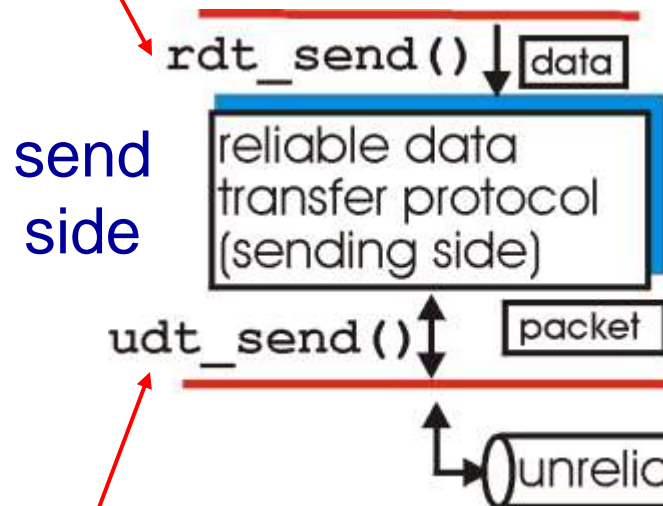 rdt_send()
data
send
side
reliable data
transfer protocol
(sending side)
udt_send()
packet